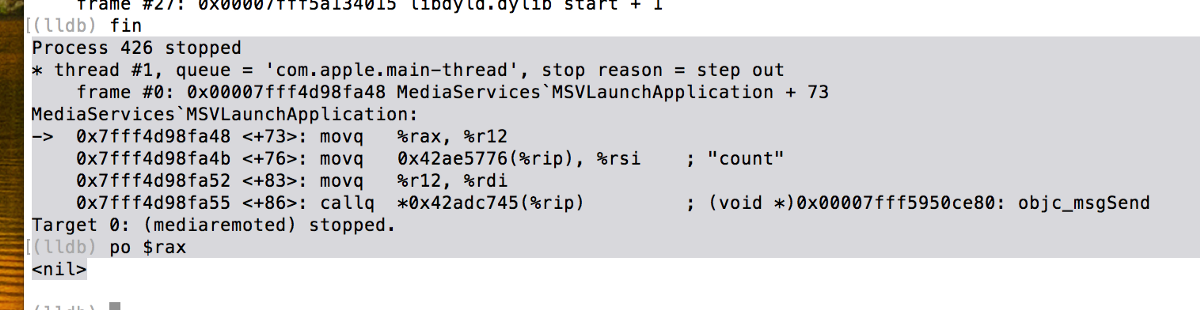 frame #27: 0x00007fff5a134015 libdyld.dylib start + 1
[(lldb) fin
Process 426 stopped
* thread #1, queue = 'com.apple.main-thread', stop reason = step out
    frame #0: 0x00007fff4d98fa48 MediaServices`MSVLaunchApplication + 73
MediaServices`MSVLaunchApplication:
->  0x7fff4d98fa48 <+73>: movq   %rax, %r12
    0x7fff4d98fa4b <+76>: movq   0x42ae5776(%rip), %rsi    ; "count"
    0x7fff4d98fa52 <+83>: movq   %r12, %rdi
    0x7fff4d98fa55 <+86>: callq  *0x42adc745(%rip)         ; (void *)0x00007fff5950ce80: objc_msgSend
Target 0: (mediaremoted) stopped.
[(lldb) po $rax
<nil>
(lldb)